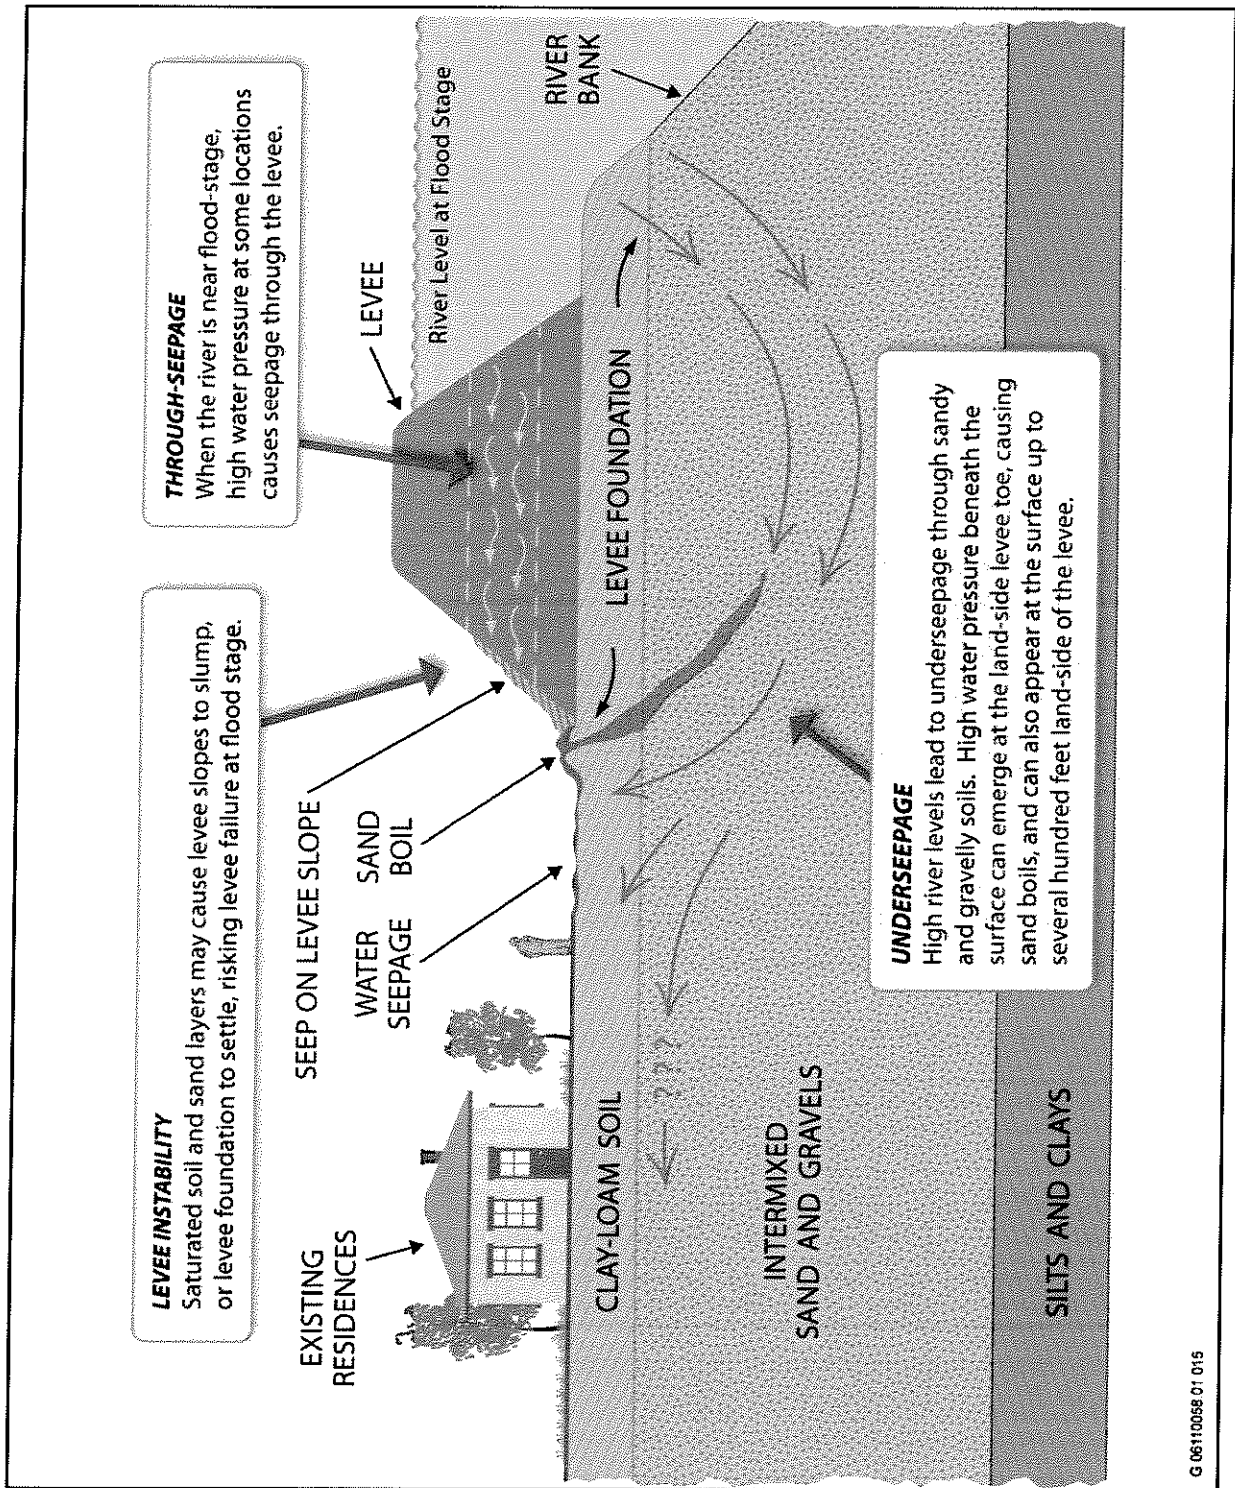 LEVEE INSTABILITY
Saturated soil and sand layers may cause levee slopes to slump,
or levee foundation to settle, risking levee failure at flood stage.
THROUGH-SEEPAGE
When the river is near flood-stage,
high water pressure at some locations
causes seepage through the levee.
EXISTING
RESIDENCES
SEEP ON LEVEE SLOPE
WATER
SEEPAGE
SAND
BOIL
LEVEE
River Level at Flood Stage
RIVER
BANK
CLAY-LOAM SOIL
LEVEE FOUNDATION
? ? ?
INTERMIXED
SAND AND GRAVELS
UNDERSEEPAGE
High river levels lead to underseepage through sandy
and gravelly soils. High water pressure beneath the
surface can emerge at the land-side levee toe, causing
sand boils, and can also appear at the surface up to
several hundred feet land-side of the levee.
SILTS AND CLAYS
G 06110058 01 015